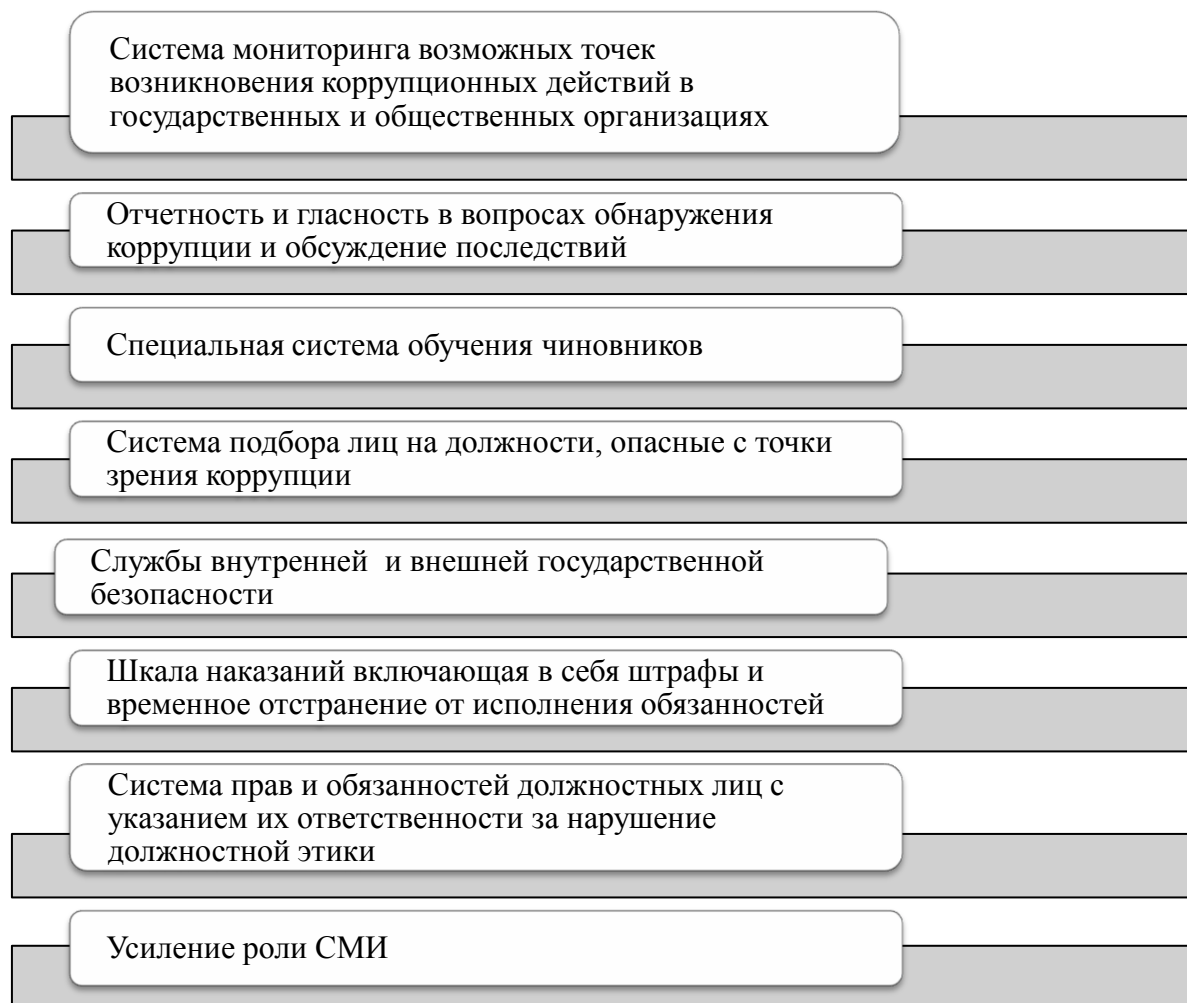 Система мониторинга возможных точек
возникновения коррупционных действий в
государственных и общественных организациях
Отчетность и гласность в вопросах обнаружения
коррупции и обсуждение последствий
Специальная система обучения чиновников
Система подбора лиц на должности, опасные с точки
зрения коррупции
Службы внутренней  и внешней государственной
безопасности
Шкала наказаний включающая в себя штрафы и
временное отстранение от исполнения обязанностей
Система прав и обязанностей должностных лиц с
указанием их ответственности за нарушение
должностной этики
Усиление роли СМИ